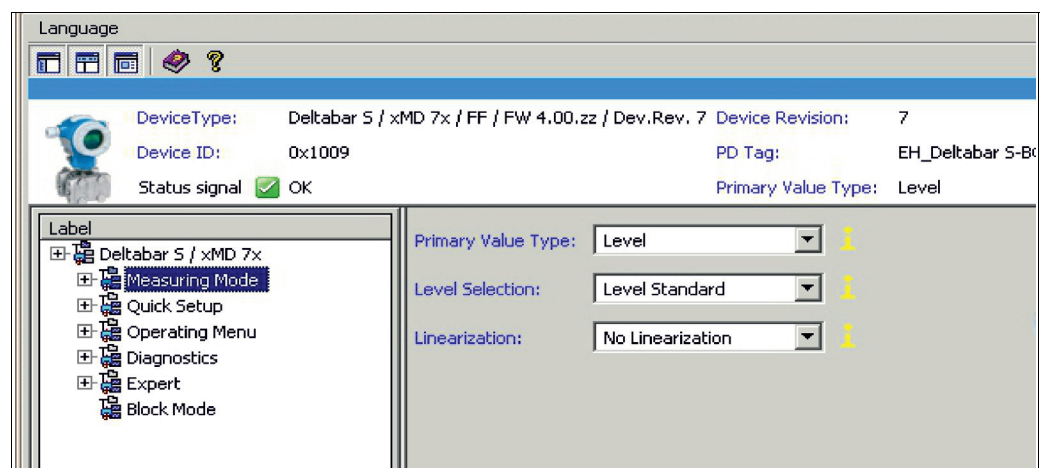 Language
DeviceType: Deltabar S / xMD 7x / FF / FW 4.00.zz / Dev.Rev. 7 Device Revision: 7
Device ID: 0x1009 PD Tag: EH_Deltabar S-B
Status signal OK Primary Value Type: Level
Label
Deltabar S / xMD 7x
Measuring Mode
Quick Setup
Operating Menu
Diagnostics
Expert
Block Mode
Primary Value Type: Level
Level Selection: Level Standard
Linearization: No Linearization